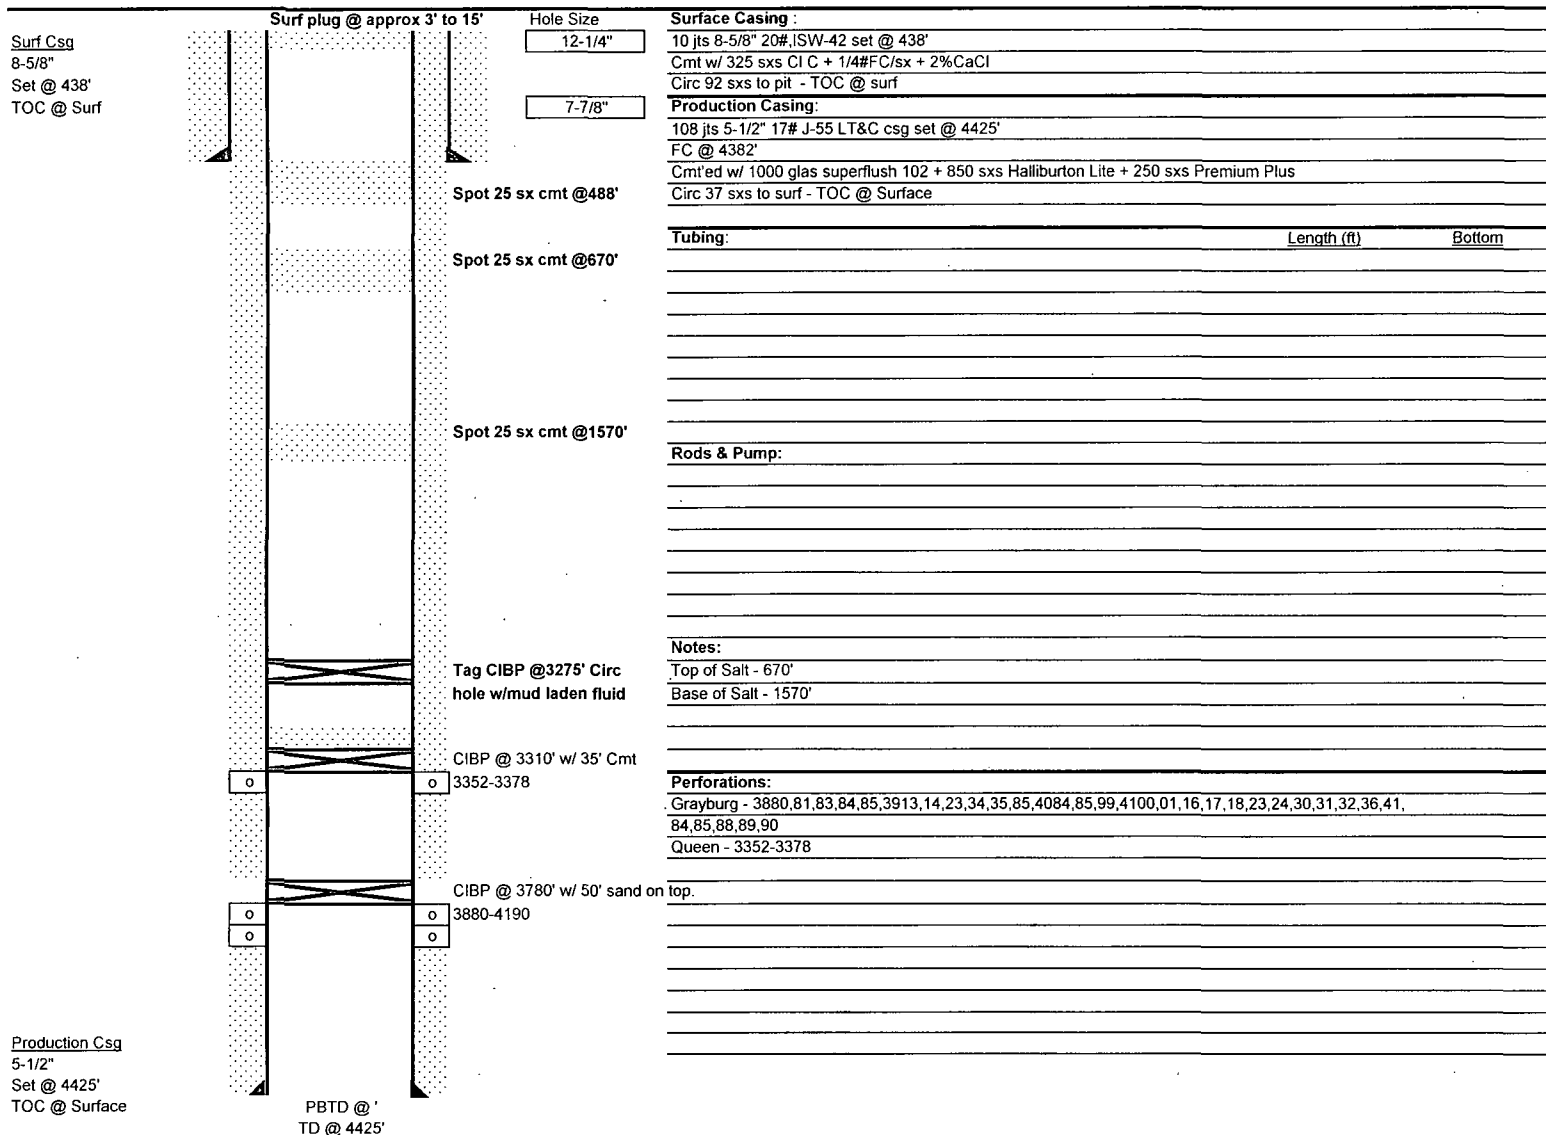 Surf plug @ approx 3' to 15'
Hole Size
12-1/4"
7-7/8"
Surf Csg
8-5/8"
Set @ 438'
TOC @ Surf
Surface Casing :
10 jts 8-5/8" 20#,ISW-42 set @ 438'
Cmt w/ 325 sxs Cl C + 1/4#FC/sx + 2%CaCl
Circ 92 sxs to pit - TOC @ surf
Production Casing:
108 jts 5-1/2" 17# J-55 LT&C csg set @ 4425'
FC @ 4382'
Cmt'ed w/ 1000 glas superflush 102 + 850 sxs Halliburton Lite + 250 sxs Premium Plus
Circ 37 sxs to surf - TOC @ Surface
Spot 25 sx cmt @488'
Spot 25 sx cmt @670'
Spot 25 sx cmt @1570'
Tag CIBP @3275' Circ
hole w/mud laden fluid
CIBP @ 3310' w/ 35' Cmt
o o 3352-3378
CIBP @ 3780' w/ 50' sand on top.
o o 3880-4190
o o
Tubing: Length (ft) Bottom
Rods & Pump:
Notes:
Top of Salt - 670'
Base of Salt - 1570'
Perforations:
Grayburg - 3880,81,83,84,85,3913,14,23,34,35,85,4084,85,99,4100,01,16,17,18,23,24,30,31,32,36,41,
84,85,88,89,90
Queen - 3352-3378
Production Csg
5-1/2"
Set @ 4425'
TOC @ Surface
PBTD @ '
TD @ 4425'